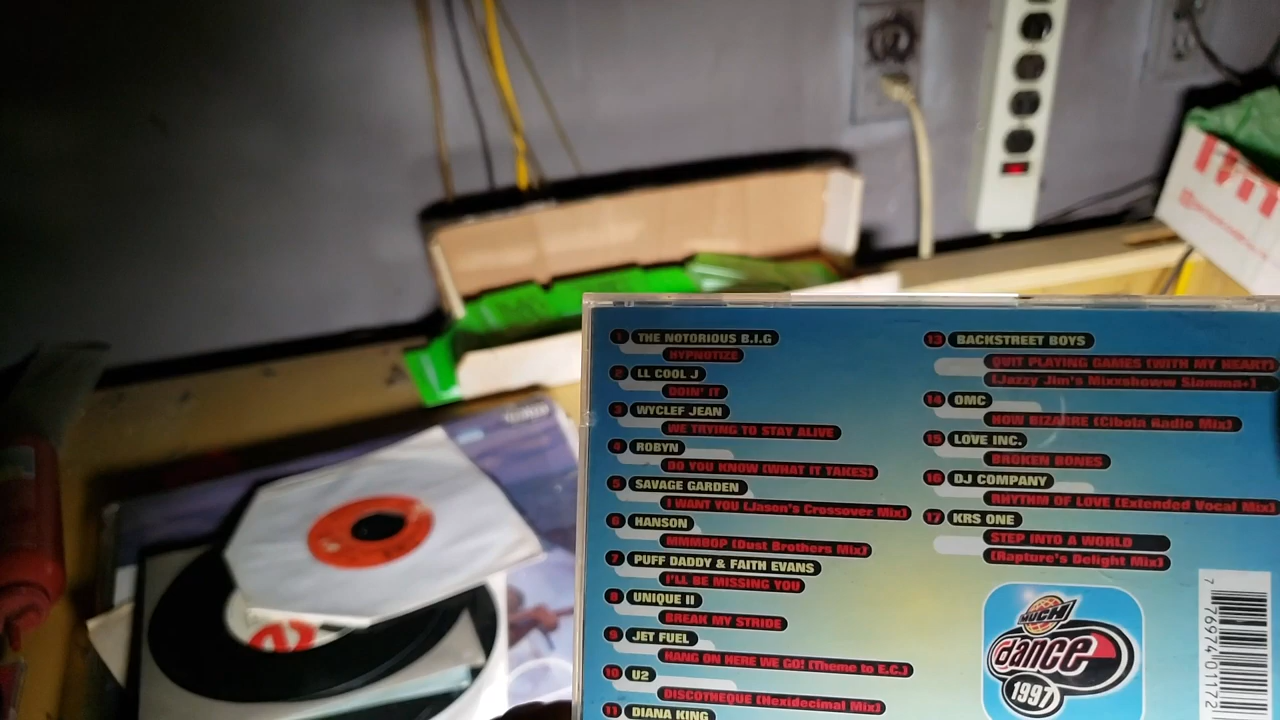 1 THE NOTORIOUS B.I.G
HYPNOTIZE
2 LL COOL J
DOIN' IT
3 WYCLEF JEAN
WE TRYING TO STAY ALIVE
4 ROBYN
DO YOU KNOW (WHAT IT TAKES)
5 SAVAGE GARDEN
I WANT YOU (Jason's Crossover Mix)
6 HANSON
MMMBOP (Dust Brothers Mix)
7 PUFF DADDY & FAITH EVANS
I'LL BE MISSING YOU
8 UNIQUE II
BREAK MY STRIDE
9 JET FUEL
HANG ON HERE WE GO! (Theme to E.C.)
10 U2
DISCOTHEQUE (Hexidecimal Mix)
11 DIANA KING
13 BACKSTREET BOYS
QUIT PLAYING GAMES (WITH MY HEART)
(Jazzy Jim's Mixxshoww Slamma+)
14 OMC
HOW BIZAIRE (Cibola Radio Mix)
15 LOVE INC.
BROKEN BONES
16 DJ COMPANY
RHYTHM OF LOVE (Extended Vocal Mix)
17 KRS ONE
STEP INTO A WORLD
(Rapture's Delight Mix)
MUCH
dance
1997
7 76974 01172